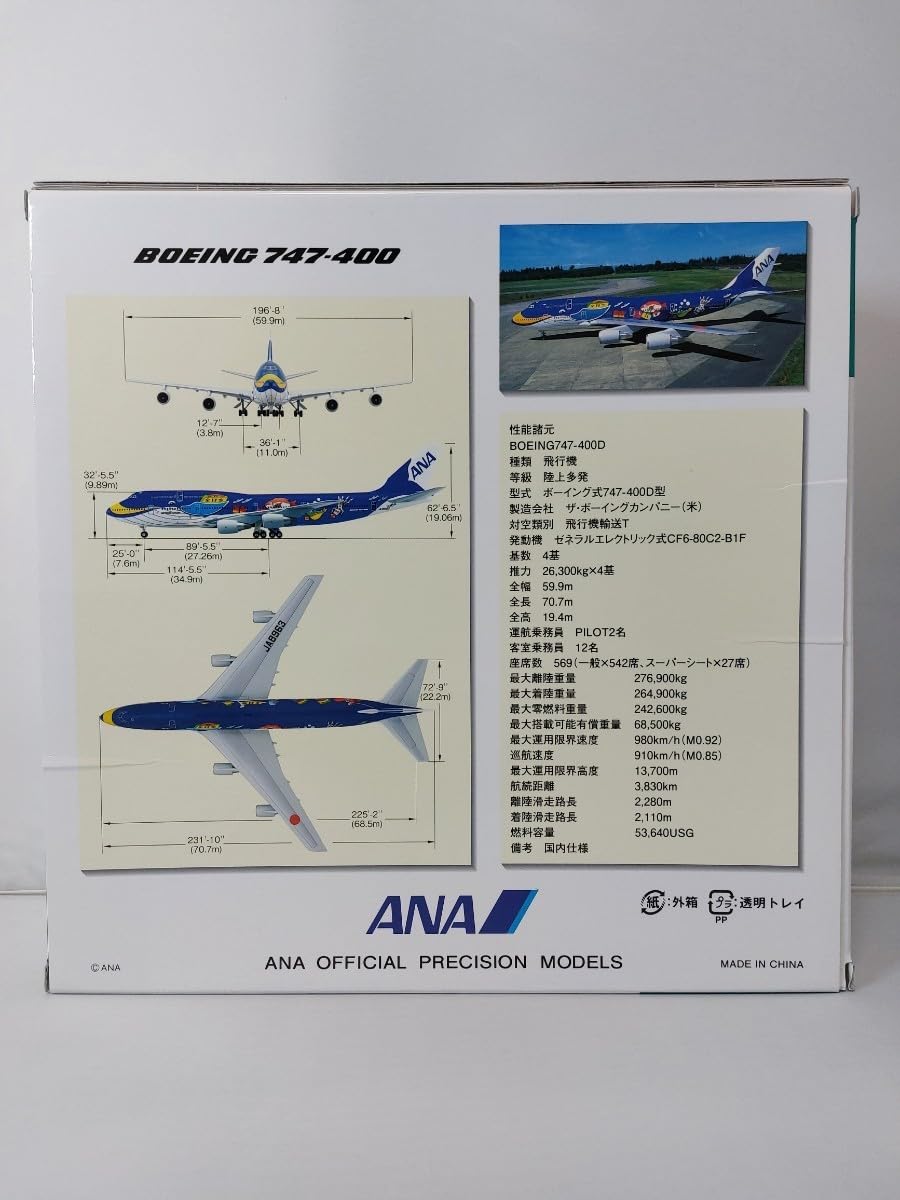 BOEING 747-400
196'-8"
(59.9m)
12'-7"
(3.8m)
36'-1"
(11.0m)
32'-5.5"
(9.89m)
ANA
62'-6.5"
(19.06m)
25'-0"
(7.6m)
89'-5.5"
(27.26m)
114'-5.5"
(34.9m)
JA8963
72'-9"
(22.2m)
225'-2"
(68.5m)
231'-10"
(70.7m)
ANA
性能諸元
BOEING747-400D
種類 飛行機
等級 陸上多発
型式 ボーイング式747-400D型
製造会社 ザ・ボーイングカンパニー(米)
対空類別 飛行機輸送T
発動機 ゼネラルエレクトリック式CF6-80C2-B1F
基数 4基
推力 26,300kg×4基
全幅 59.9m
全長 70.7m
全高 19.4m
運航乗務員 PILOT2名
客室乗務員 12名
座席数 569(一般×542席、スーパーシート×27席)
最大離陸重量 276,900kg
最大着陸重量 264,900kg
最大零燃料重量 242,600kg
最大搭載可能有償重量 68,500kg
最大運用限界速度 980km/h(M0.92)
巡航速度 910km/h(M0.85)
最大運用限界高度 13,700m
航続距離 3,830km
離陸滑走路長 2,280m
着陸滑走路長 2,110m
燃料容量 53,640USG
備考 国内仕様
ANA
紙:外箱 プラ:透明トレイ
PP
©ANA
ANA OFFICIAL PRECISION MODELS
MADE IN CHINA